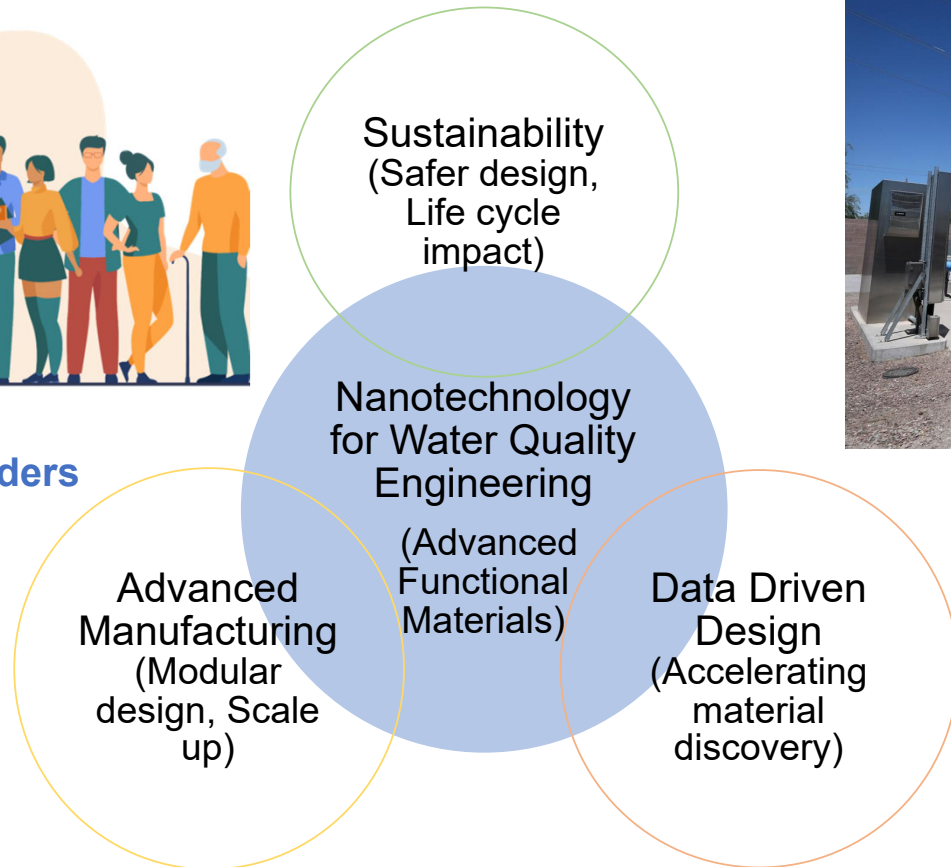 Sustainability
(Safer design,
Life cycle
impact)
Nanotechnology
for Water Quality
Engineering
(Advanced
Functional
Materials)
ders
Advanced
Manufacturing
(Modular
design, Scale
up)
Data Driven
Design
(Accelerating
material
discovery)